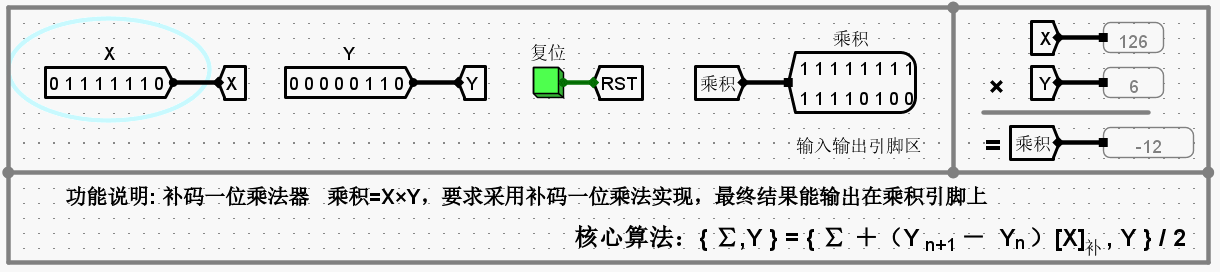 X
01111110
X
Y
00000110
Y
复位
RST
乘积
乘积
11111111
11110100
输入输出引脚区
X
126
×
Y
6
=
乘积
-12
功能说明: 补码一位乘法器 乘积=X×Y，要求采用补码一位乘法实现，最终结果能输出在乘积引脚上
核心算法：{ Σ,Y } = { Σ ＋（Y n+1 － Yn ）[X]补 , Y } / 2